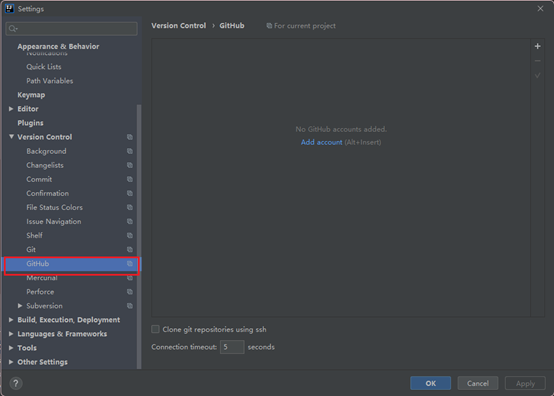 Settings
Version Control › GitHub
For current project
Appearance & Behavior
Notifications
Quick Lists
Path Variables
Keymap
Editor
Plugins
Version Control
Background
Changelists
Commit
Confirmation
File Status Colors
Issue Navigation
Shelf
Git
GitHub
Mercurial
Perforce
Subversion
Build, Execution, Deployment
Languages & Frameworks
Tools
Other Settings
No GitHub accounts added.
Add account (Alt+Insert)
Clone git repositories using ssh
Connection timeout: 5 seconds
?
OK
Cancel
Apply